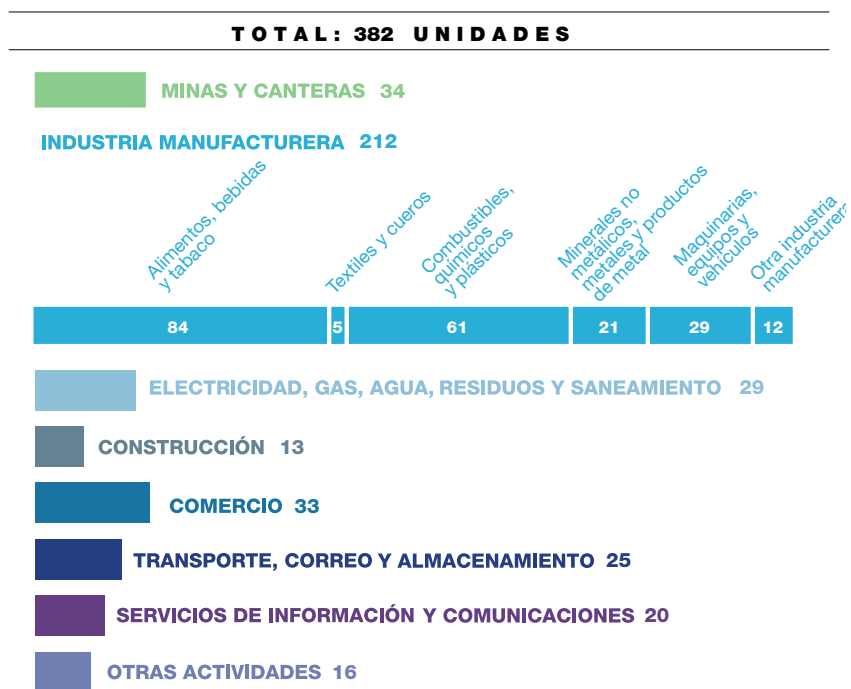 TOTAL: 382 UNIDADES
MINAS Y CANTERAS 34
INDUSTRIA MANUFACTURERA 212
Alimentos, bebidas
y tabaco
Textiles y cueros
Combustibles,
químicos
y plásticos
Minerales no
metálicos,
metales y productos
de metal
Maquinarias,
equipos y
vehículos
Otra industria
manufacturera
84
5
61
21
29
12
ELECTRICIDAD, GAS, AGUA, RESIDUOS Y SANEAMIENTO 29
CONSTRUCCIÓN 13
COMERCIO 33
TRANSPORTE, CORREO Y ALMACENAMIENTO 25
SERVICIOS DE INFORMACIÓN Y COMUNICACIONES 20
OTRAS ACTIVIDADES 16